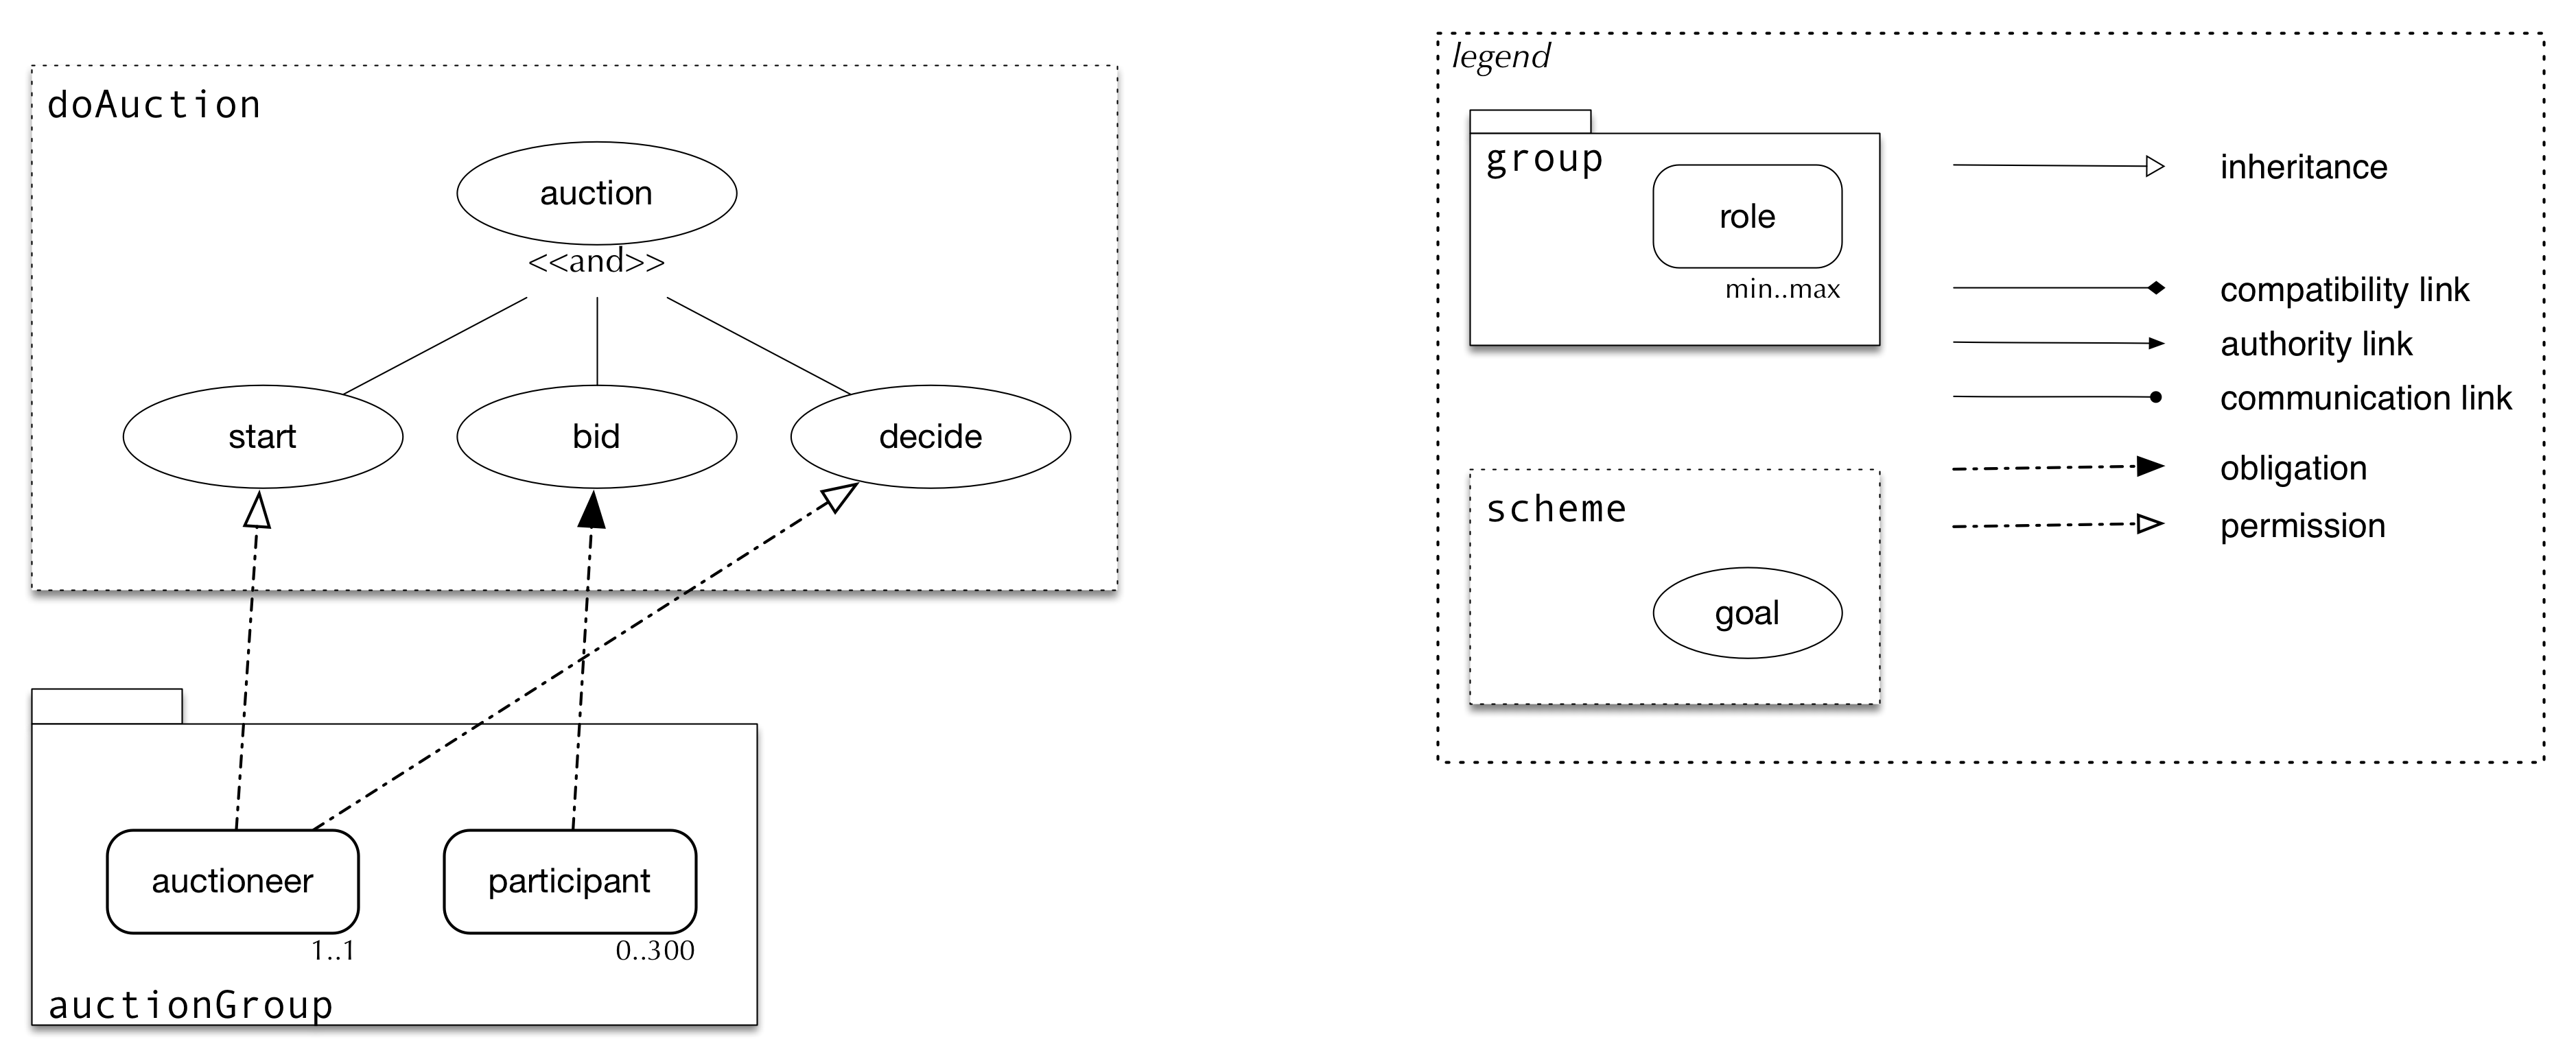 doAuction
auction
<<and>>
start
bid
decide
auctioneer
1..1
participant
0..300
auctionGroup
legend
group
role
min..max
scheme
goal
inheritance
compatibility link
authority link
communication link
obligation
permission